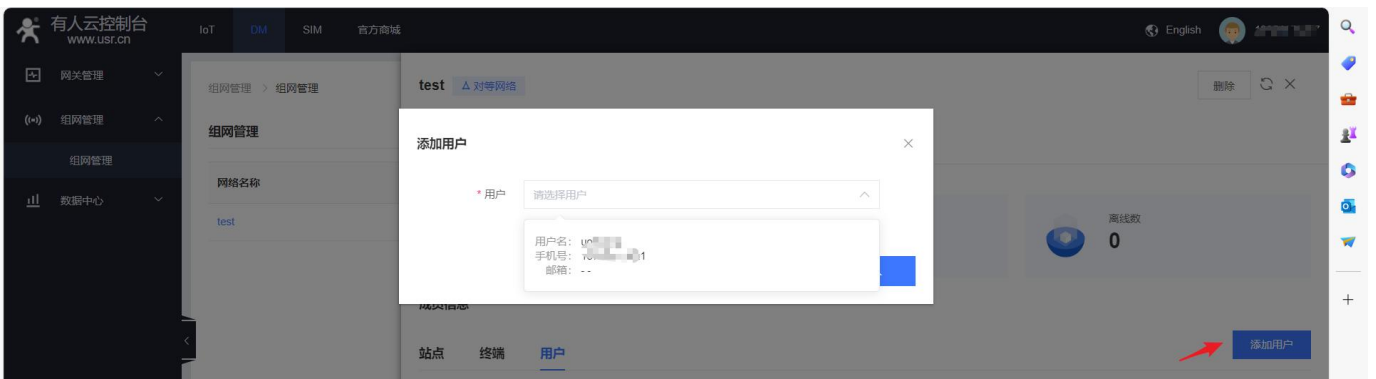 有人云控制台
www.usr.cn
IoT
DM
SIM
官方商城
English
网关管理
组网管理
组网管理
数据中心
组网管理 > 组网管理
组网管理
网络名称
test
test
对等网络
删除
添加用户
* 用户
请选择用户
用户名：
手机号： 1
邮箱： - -
离线数
0
成员信息
站点
终端
用户
添加用户